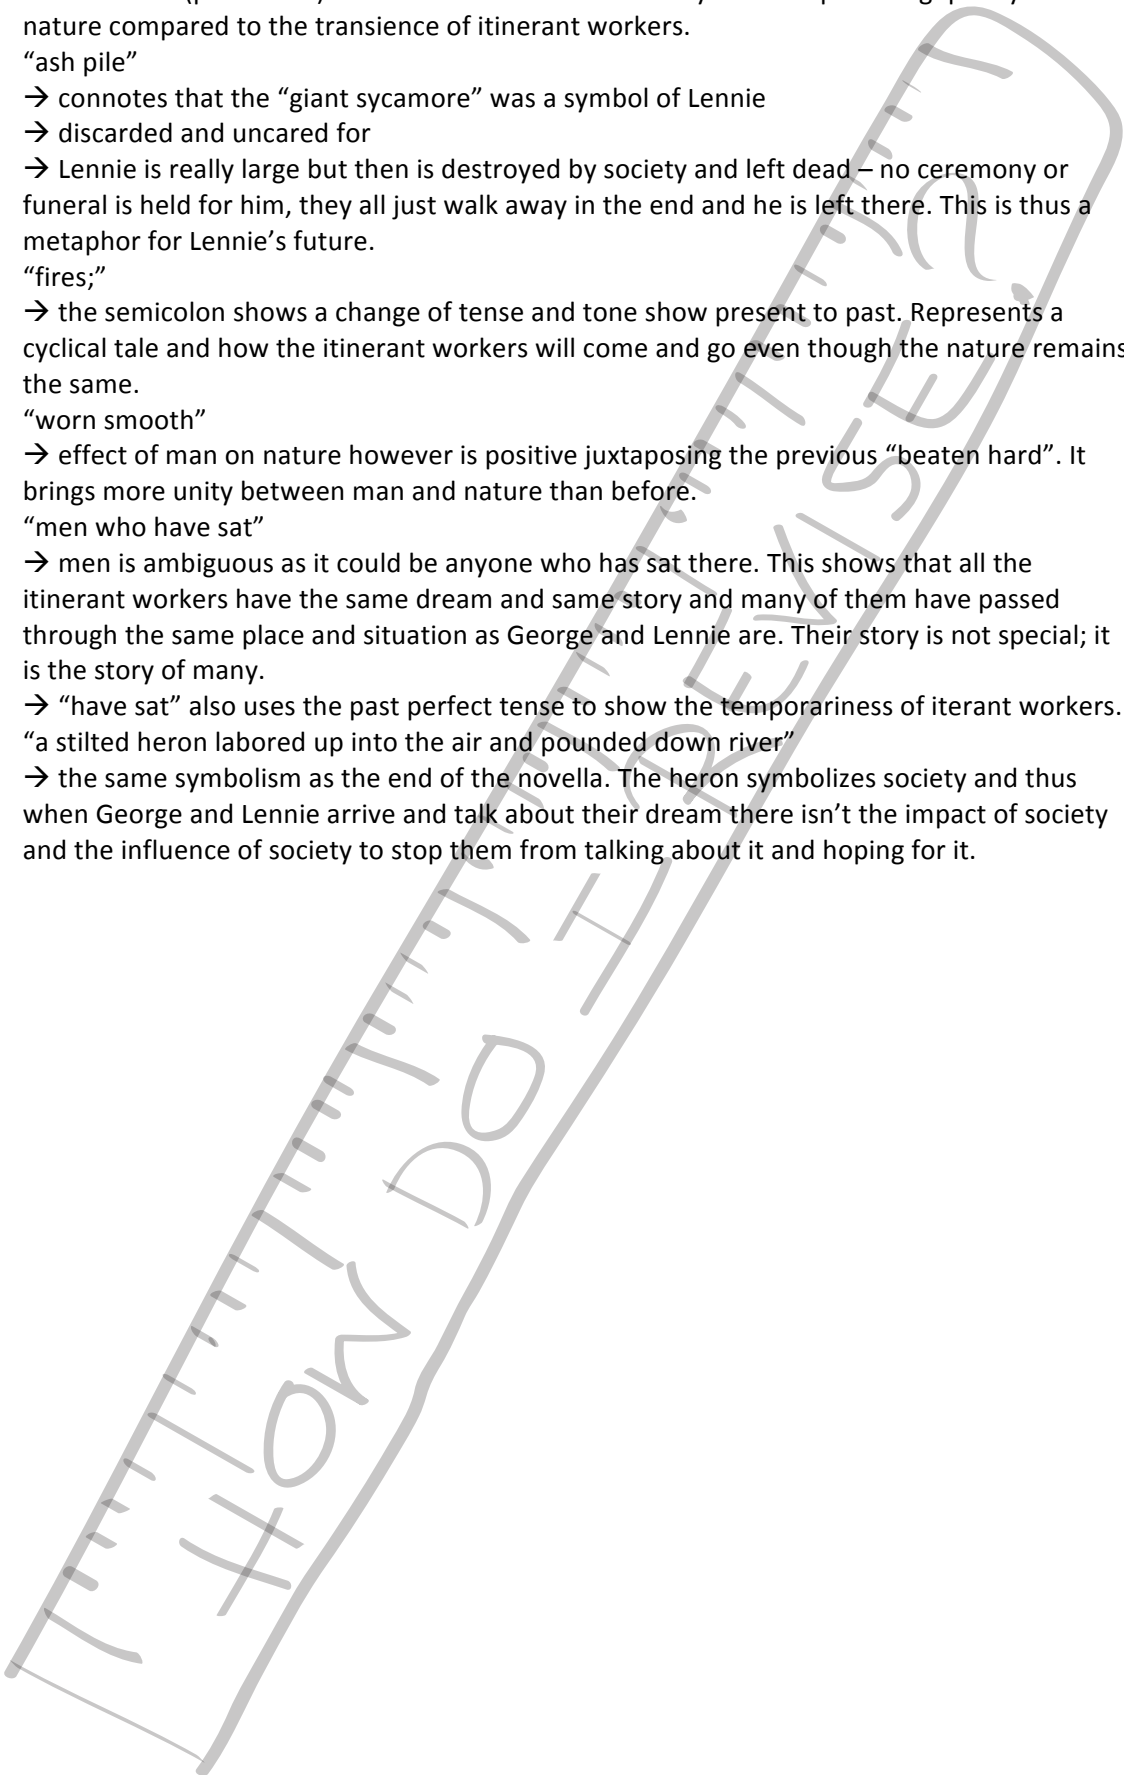 nature compared to the transience of itinerant workers.
“ash pile”
→ connotes that the “giant sycamore” was a symbol of Lennie
→ discarded and uncared for
→ Lennie is really large but then is destroyed by society and left dead – no ceremony or
funeral is held for him, they all just walk away in the end and he is left there. This is thus a
metaphor for Lennie’s future.
“fires;”
→ the semicolon shows a change of tense and tone show present to past. Represents a
cyclical tale and how the itinerant workers will come and go even though the nature remains
the same.
“worn smooth”
→ effect of man on nature however is positive juxtaposing the previous “beaten hard”. It
brings more unity between man and nature than before.
“men who have sat”
→ men is ambiguous as it could be anyone who has sat there. This shows that all the
itinerant workers have the same dream and same story and many of them have passed
through the same place and situation as George and Lennie are. Their story is not special; it
is the story of many.
→ “have sat” also uses the past perfect tense to show the temporariness of iterant workers.
“a stilted heron labored up into the air and pounded down river”
→ the same symbolism as the end of the novella. The heron symbolizes society and thus
when George and Lennie arrive and talk about their dream there isn’t the impact of society
and the influence of society to stop them from talking about it and hoping for it.
HOW DO I REVISE?